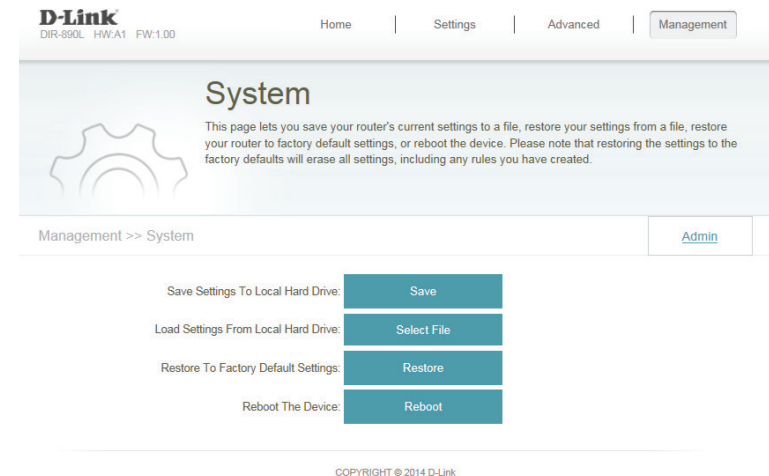 D-Link
DIR-890L HW:A1 FW:1.00
Home | Settings | Advanced | Management
System
This page lets you save your router's current settings to a file, restore your settings from a file, restore
your router to factory default settings, or reboot the device. Please note that restoring the settings to the
factory defaults will erase all settings, including any rules you have created.
Management >> System
Admin
Save Settings To Local Hard Drive: Save
Load Settings From Local Hard Drive: Select File
Restore To Factory Default Settings: Restore
Reboot The Device: Reboot
COPYRIGHT © 2014 D-Link